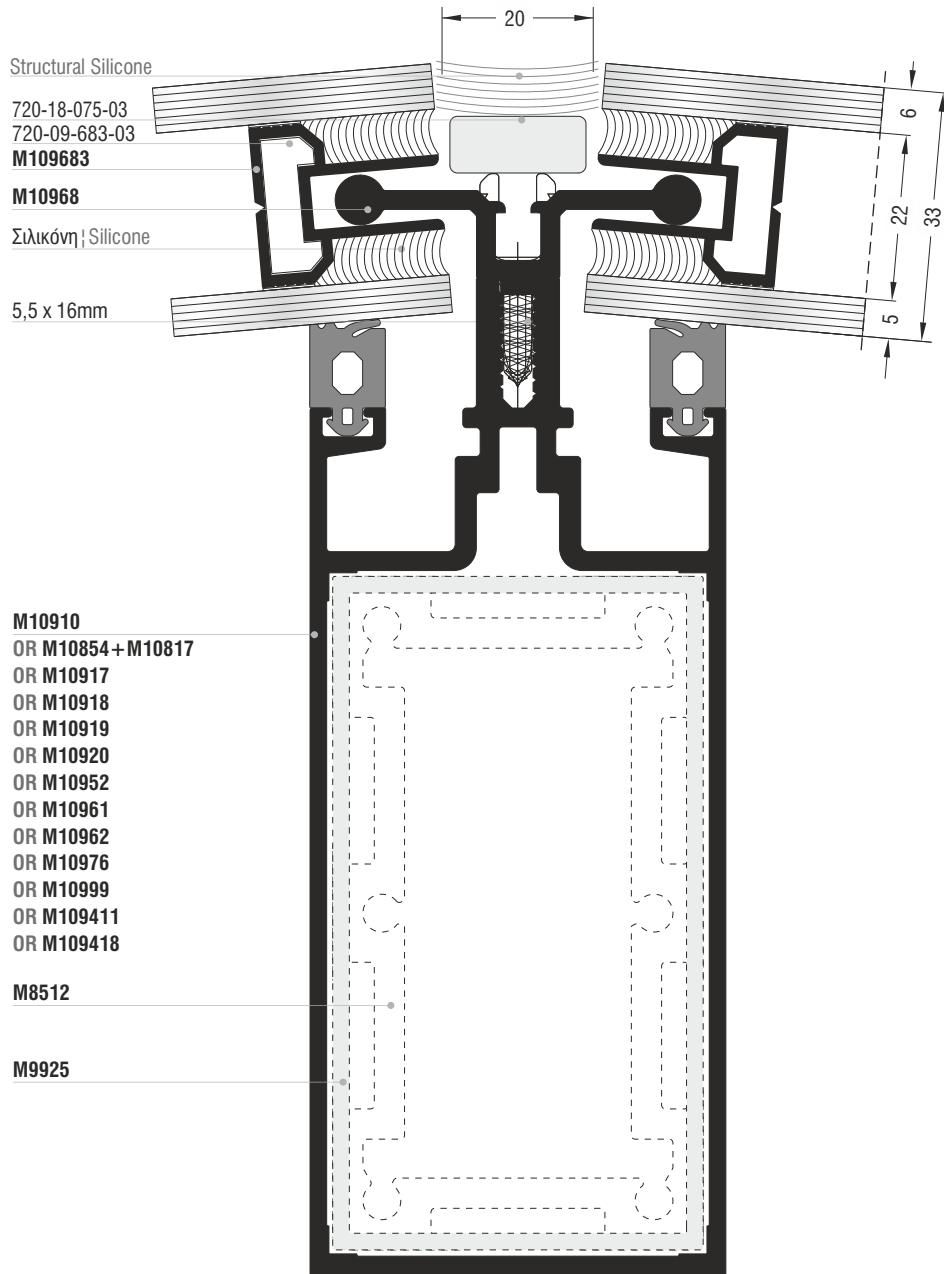 20
Structural Silicone
720-18-075-03
720-09-683-03
M109683
M10968
Σιλικόνη ¦ Silicone
5,5 x 16mm
6
22
33
5
M10910
OR M10854+M10817
OR M10917
OR M10918
OR M10919
OR M10920
OR M10952
OR M10961
OR M10962
OR M10976
OR M10999
OR M109411
OR M109418
M8512
M9925